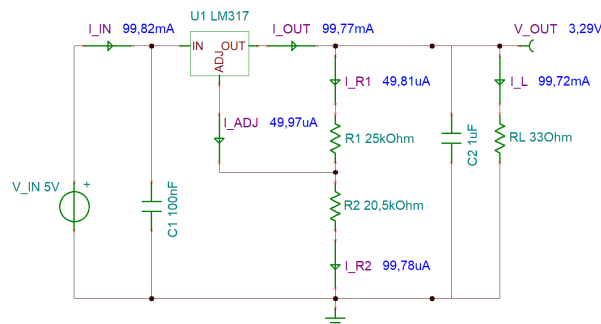 U1 LM317
I_IN 99,82mA
IN OUT
ADJ
I_OUT 99,77mA
V_OUT 3,29V
I_R1 49,81uA
I_L 99,72mA
I_ADJ 49,97uA
R1 25kOhm
C2 1uF
RL 33Ohm
V_IN 5V
+
C1 100nF
R2 20,5kOhm
I_R2 99,78uA